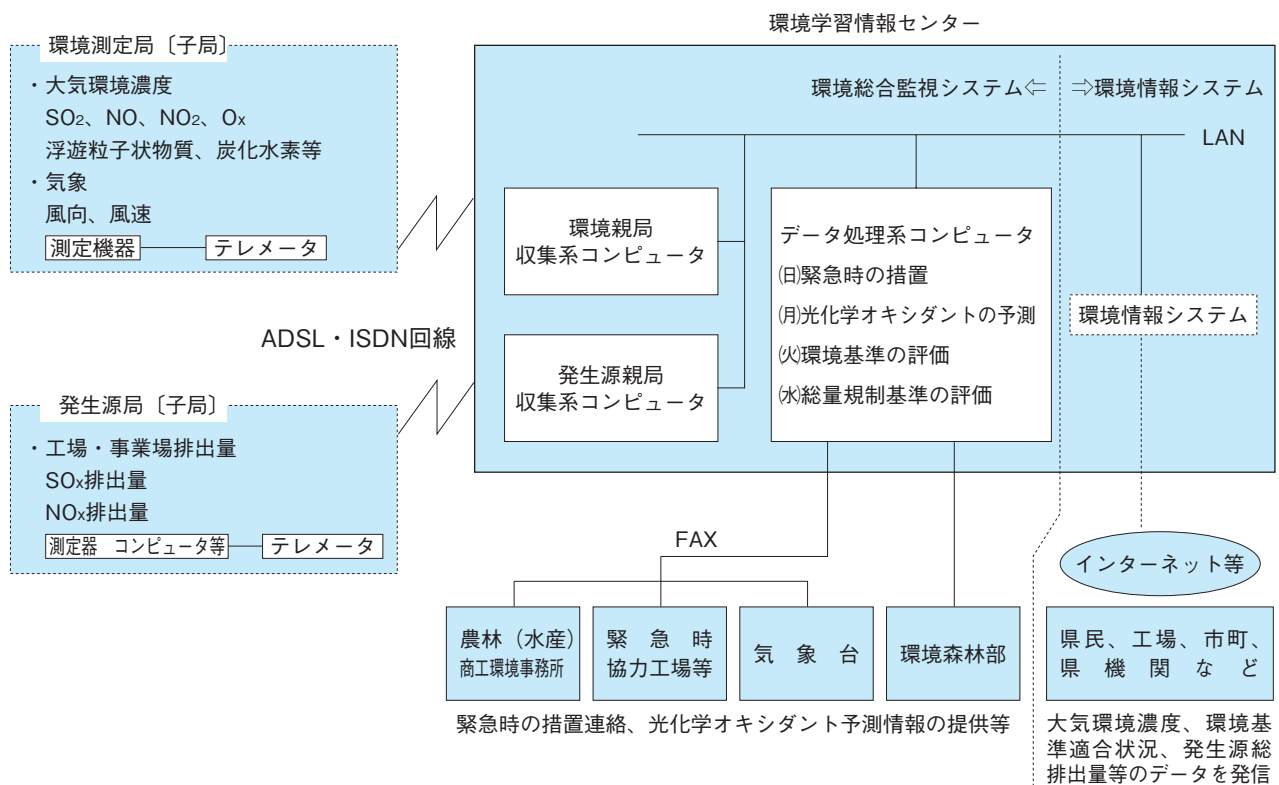 環境学習情報センター
環境測定局〔子局〕
・大気環境濃度
SO₂、NO、NO₂、Ox
浮遊粒子状物質、炭化水素等
・気象
風向、風速
測定機器 テレメータ
ADSL・ISDN回線
発生源局〔子局〕
・工場・事業場排出量
SOx排出量
NOx排出量
測定器　コンピュータ等 テレメータ
環境総合監視システム⇦ ⇨環境情報システム
LAN
環境親局
収集系コンピュータ
発生源親局
収集系コンピュータ
データ処理系コンピュータ
㈰緊急時の措置
㈪光化学オキシダントの予測
㈫環境基準の評価
㈬総量規制基準の評価
環境情報システム
FAX
インターネット等
農林（水産）
商工環境事務所
緊急時
協力工場等
気象台
環境森林部
県民、工場、市町、
県機関など
緊急時の措置連絡、光化学オキシダント予測情報の提供等
大気環境濃度、環境基
準適合状況、発生源総
排出量等のデータを発信